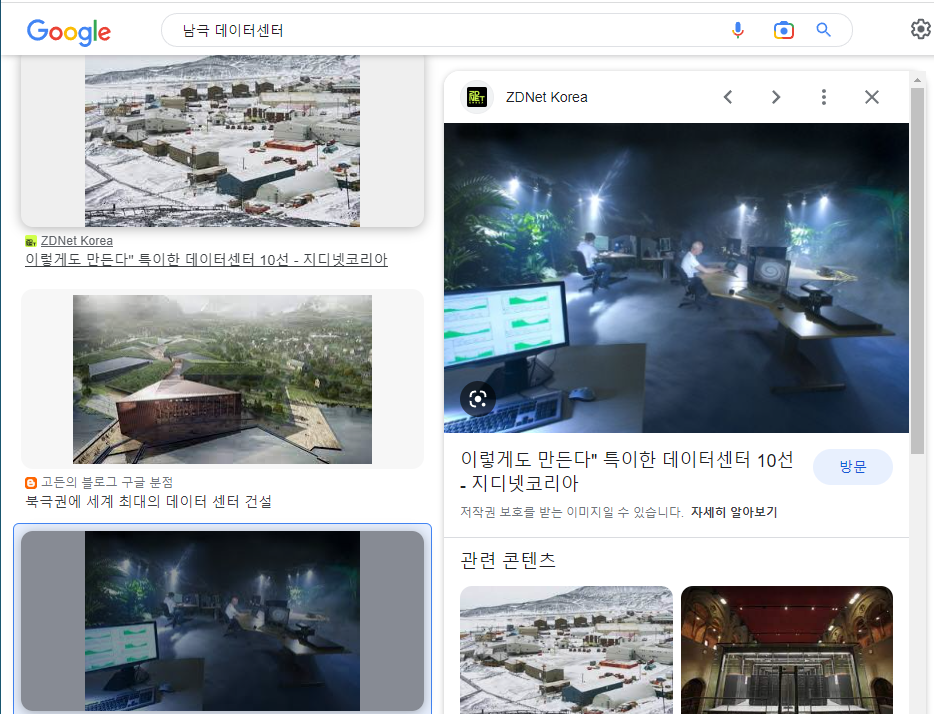 Google
남극 데이터센터
ZDNet Korea
이렇게도 만든다" 특이한 데이터센터 10선 - 지디넷코리아
고든의 블로그 구글 분점
북극권에 세계 최대의 데이터 센터 건설
ZD
NET
ZDNet Korea
이렇게도 만든다" 특이한 데이터센터 10선
- 지디넷코리아
방문
저작권 보호를 받는 이미지일 수 있습니다. 자세히 알아보기
관련 콘텐츠